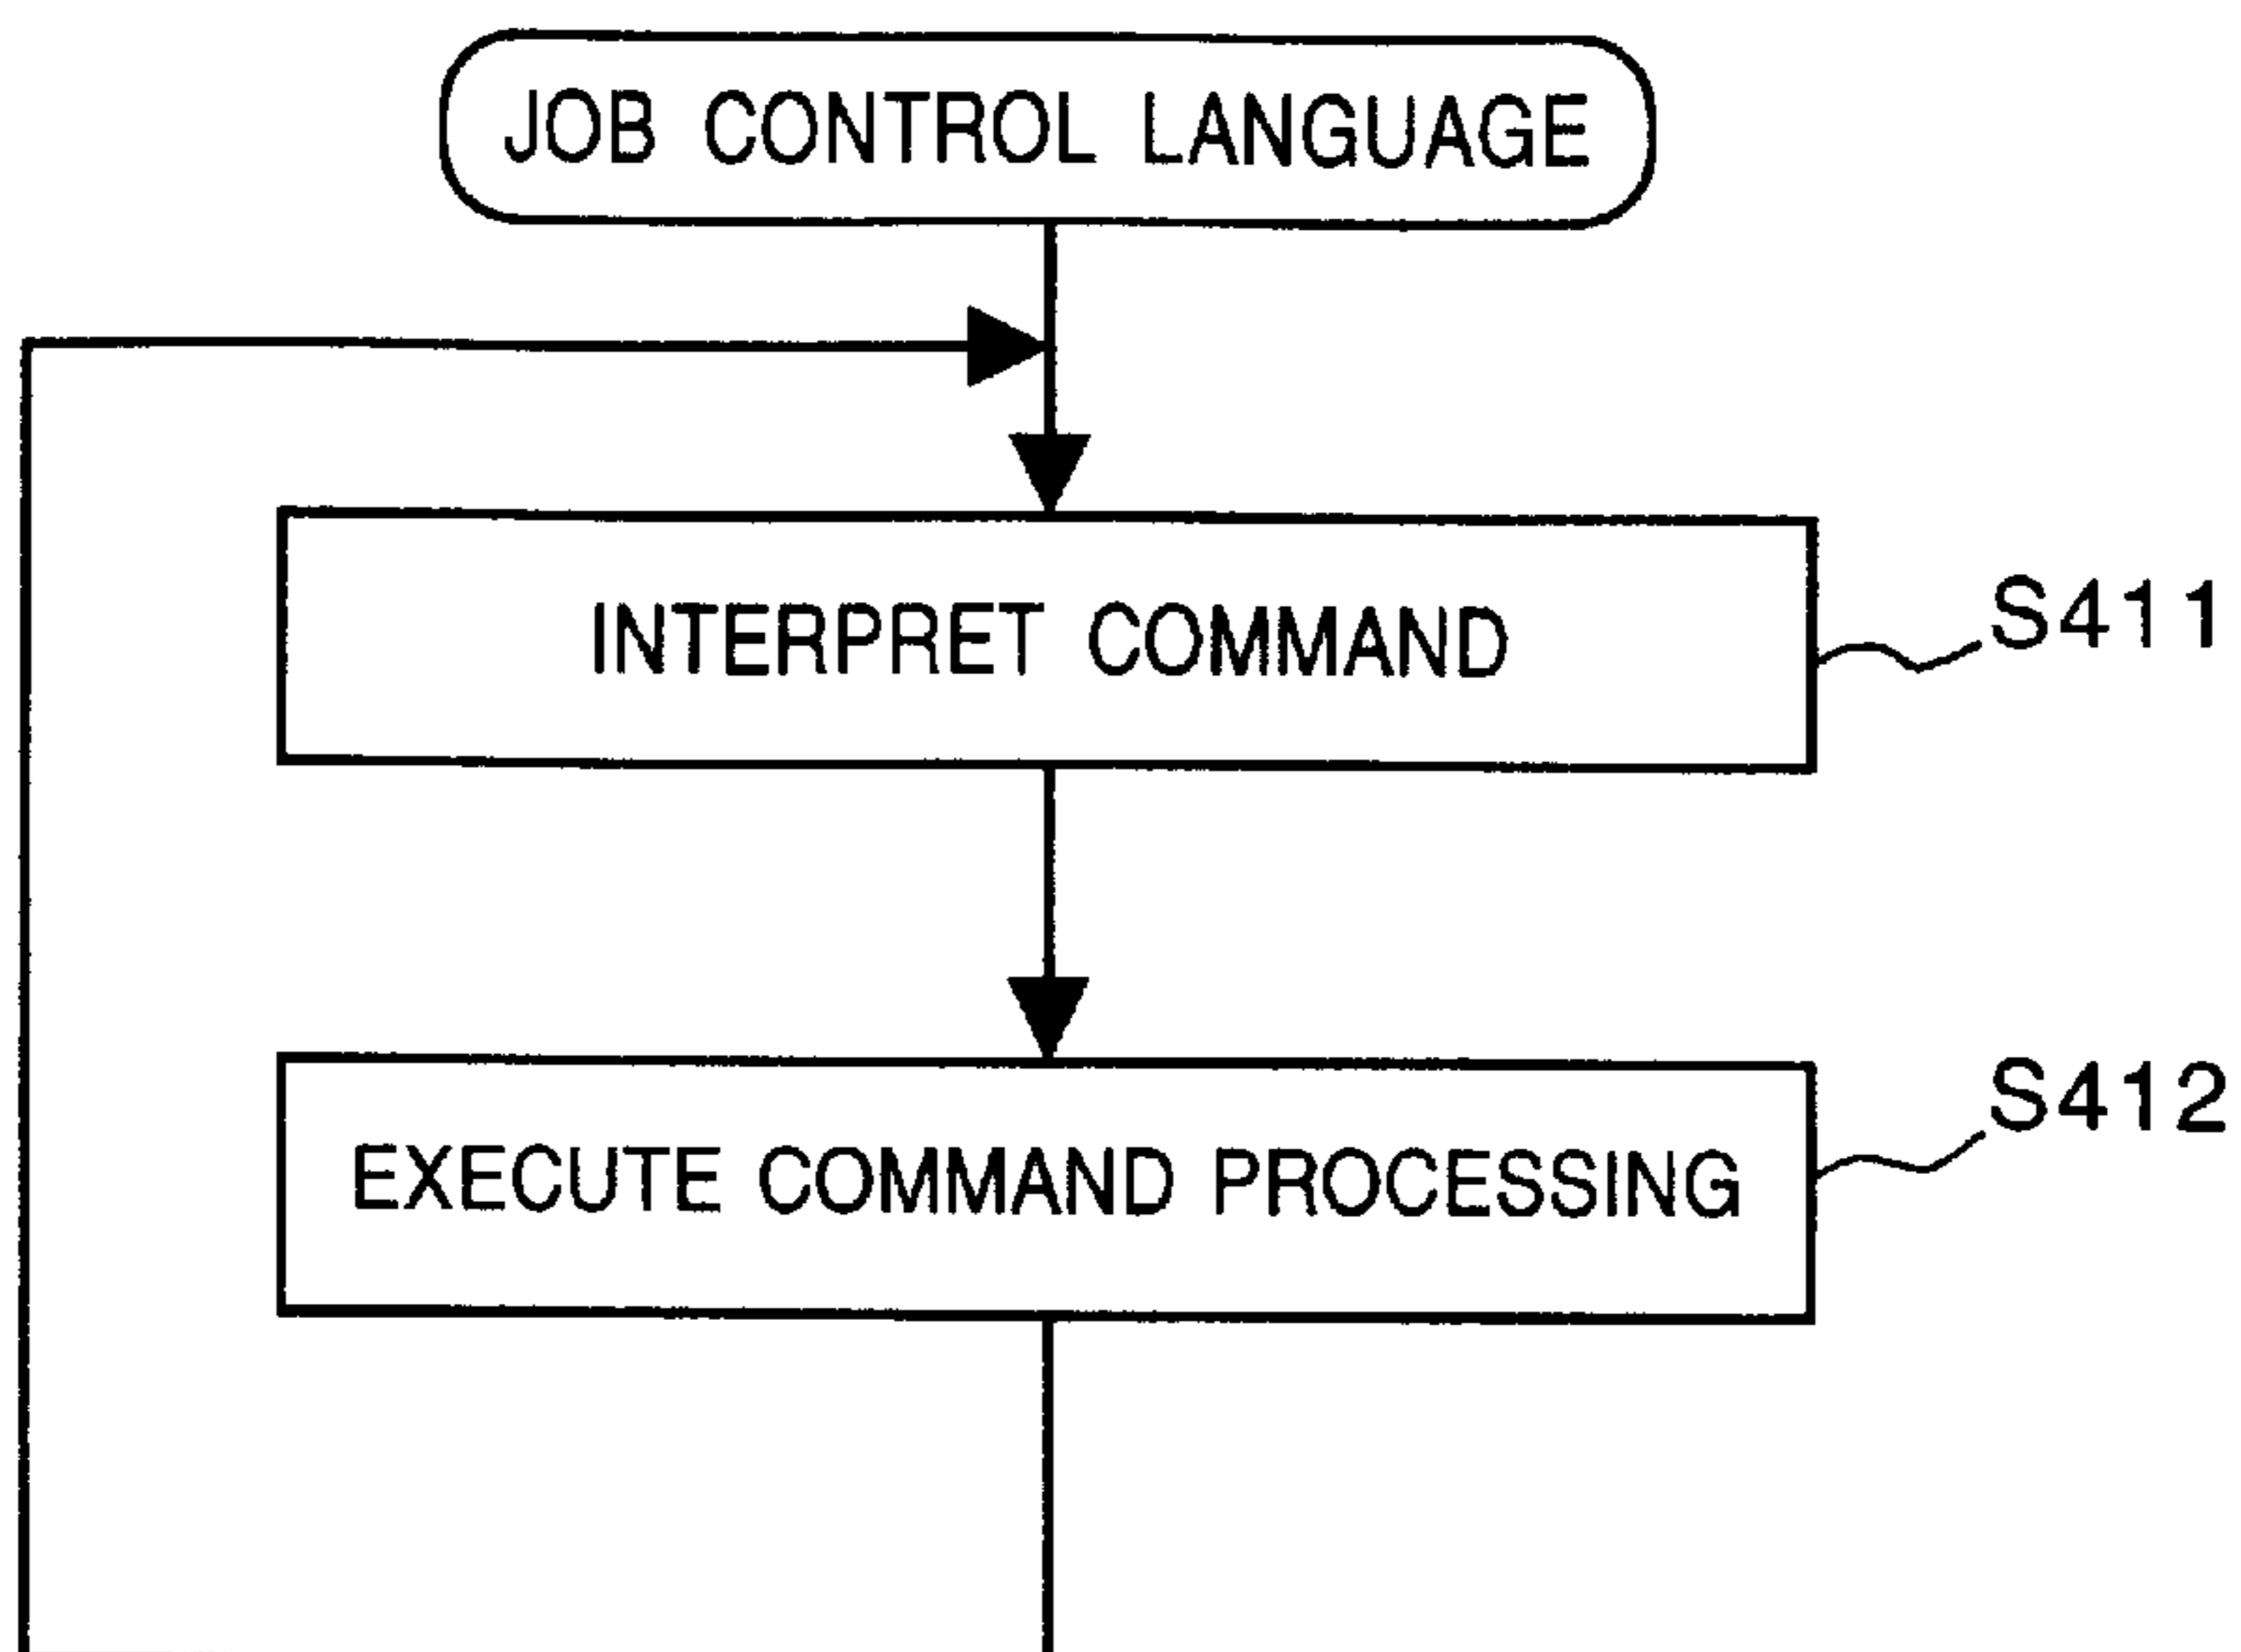 JOB CONTROL LANGUAGE
INTERPRET COMMAND
S411
EXECUTE COMMAND PROCESSING
S412